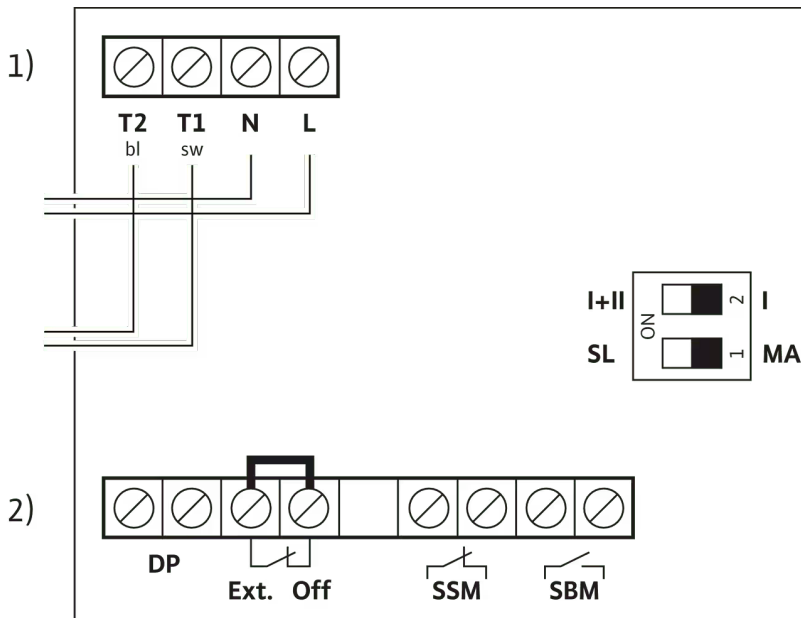 1)
T2 T1 N L
bl sw
I+II ON 2 I
SL 1 MA
2)
DP
Ext. Off SSM SBM